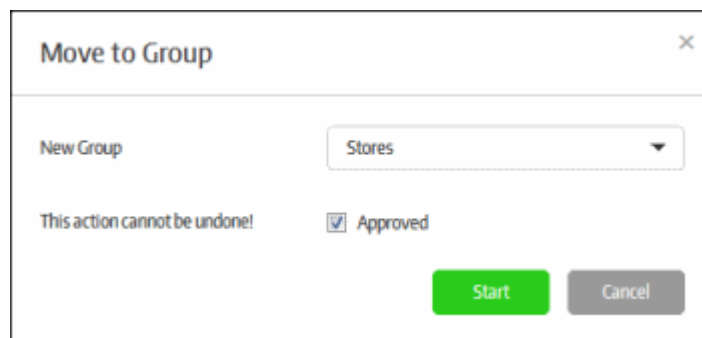 Move to Group
New Group Stores
This action cannot be undone! Approved
Start Cancel